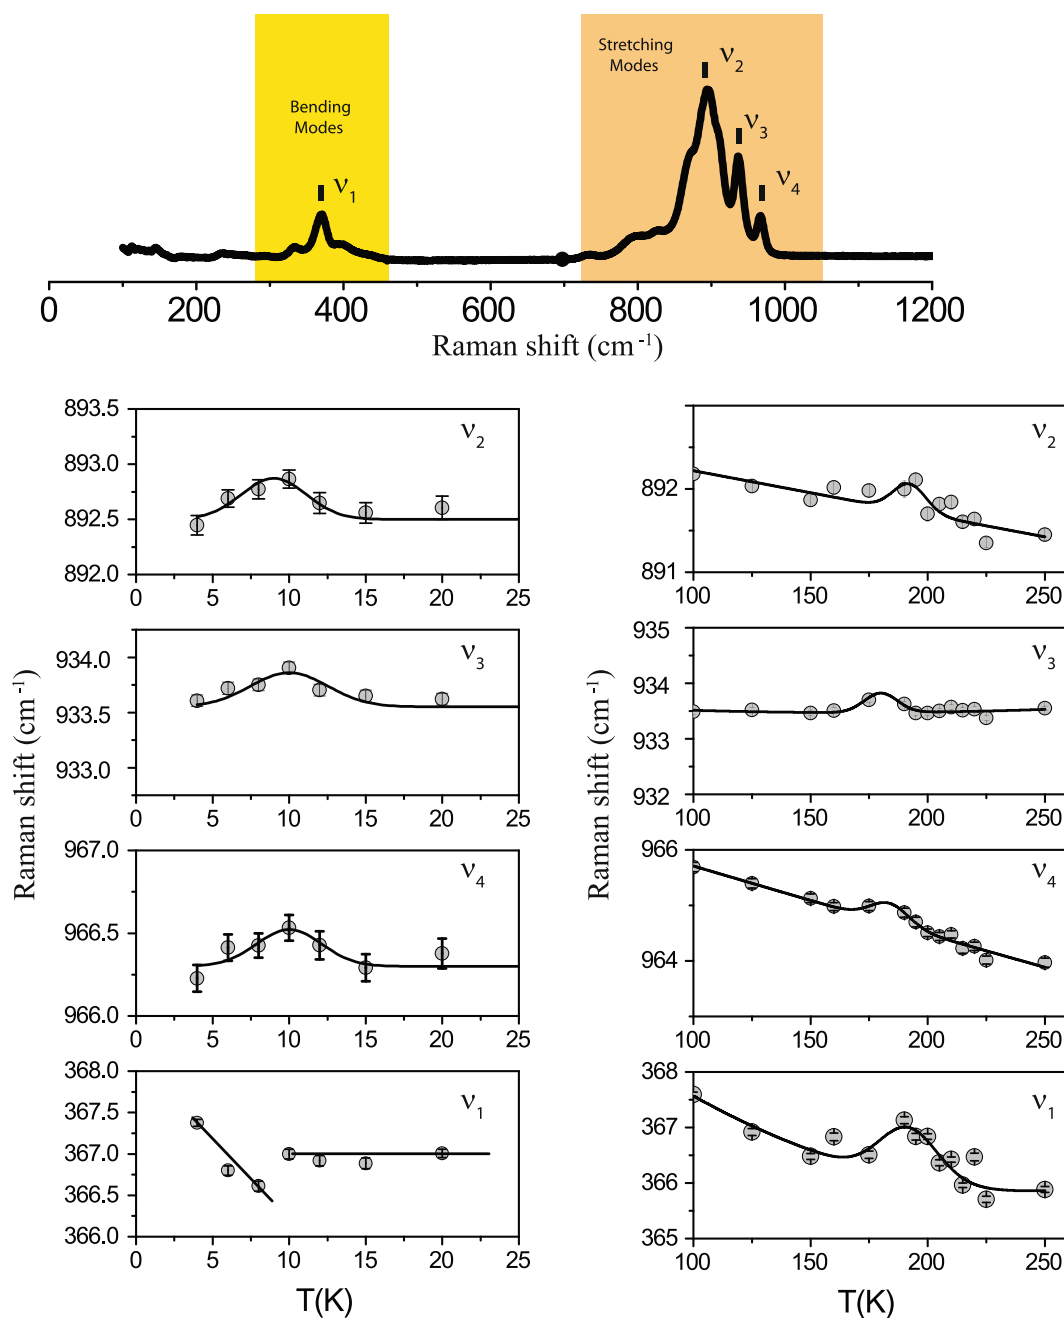 Stretching
Modes
ν2
Bending
Modes
ν3
ν1
ν4
0 200 400 600 800 1000 1200
Raman shift (cm-1)
893.5
893.0
892.5
892.0
ν2
0 5 10 15 20 25
892
891
ν2
100 150 200 250
934.0
933.5
933.0
ν3
0 5 10 15 20 25
935
934
933
932
ν3
100 150 200 250
967.0
966.5
966.0
ν4
0 5 10 15 20 25
966
964
ν4
100 150 200 250
368.0
367.5
367.0
366.5
366.0
ν1
0 5 10 15 20 25
368
367
366
365
ν1
100 150 200 250
Raman shift (cm-1)
Raman shift (cm-1)
T(K)
T(K)